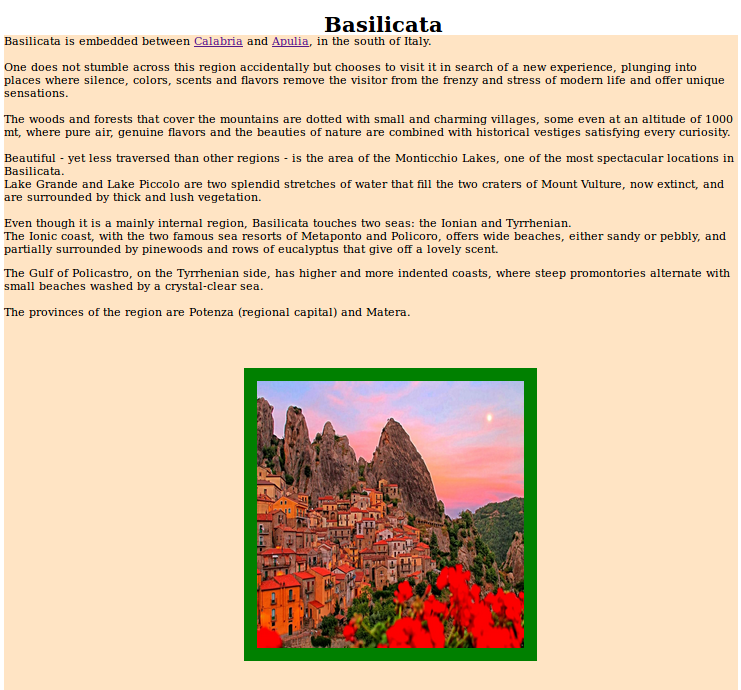 Basilicata
Basilicata is embedded between Calabria and Apulia, in the south of Italy.
One does not stumble across this region accidentally but chooses to visit it in search of a new experience, plunging into
places where silence, colors, scents and flavors remove the visitor from the frenzy and stress of modern life and offer unique
sensations.
The woods and forests that cover the mountains are dotted with small and charming villages, some even at an altitude of 1000
mt, where pure air, genuine flavors and the beauties of nature are combined with historical vestiges satisfying every curiosity.
Beautiful - yet less traversed than other regions - is the area of the Monticchio Lakes, one of the most spectacular locations in
Basilicata.
Lake Grande and Lake Piccolo are two splendid stretches of water that fill the two craters of Mount Vulture, now extinct, and
are surrounded by thick and lush vegetation.
Even though it is a mainly internal region, Basilicata touches two seas: the Ionian and Tyrrhenian.
The Ionic coast, with the two famous sea resorts of Metaponto and Policoro, offers wide beaches, either sandy or pebbly, and
partially surrounded by pinewoods and rows of eucalyptus that give off a lovely scent.
The Gulf of Policastro, on the Tyrrhenian side, has higher and more indented coasts, where steep promontories alternate with
small beaches washed by a crystal-clear sea.
The provinces of the region are Potenza (regional capital) and Matera.